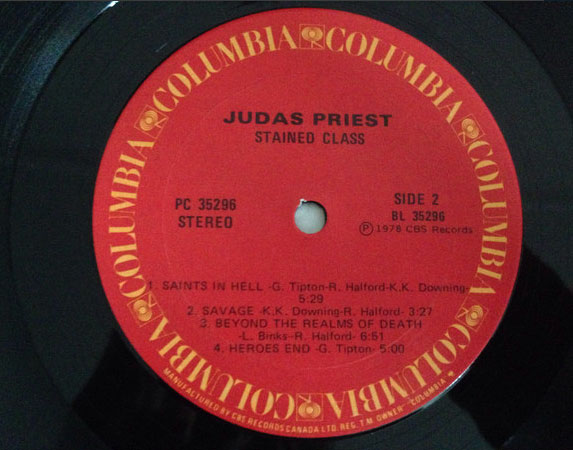 COLUMBIA COLUMBIA COLUMBIA COLUMBIA COLUMBIA COLUMBIA
JUDAS PRIEST
STAINED CLASS
PC 35296
STEREO
SIDE 2
BL 35296
Ⓟ 1978 CBS Records
1. SAINTS IN HELL -G. Tipton-R. Halford-K.K. Downing-
5:29
2. SAVAGE -K.K. Downing-R. Halford- 3:27
3. BEYOND THE REALMS OF DEATH
-L. Binks-R. Halford- 6:51
4. HEROES END -G. Tipton- 5:00
MANUFACTURED BY CBS RECORDS CANADA LTD. REG. T.M. OWNER "COLUMBIA"